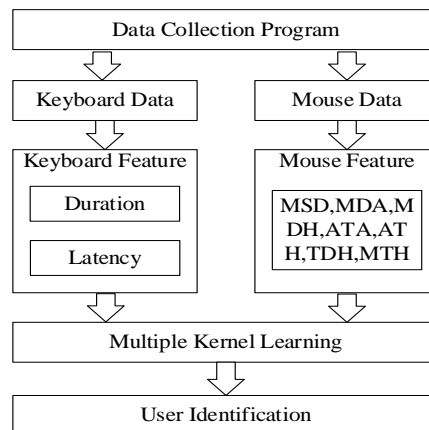 Data Collection Program
Keyboard Data
Mouse Data
Keyboard Feature
Duration
Latency
Mouse Feature
MSD,MDA,M
DH,ATA,AT
H,TDH,MTH
Multiple Kernel Learning
User Identification